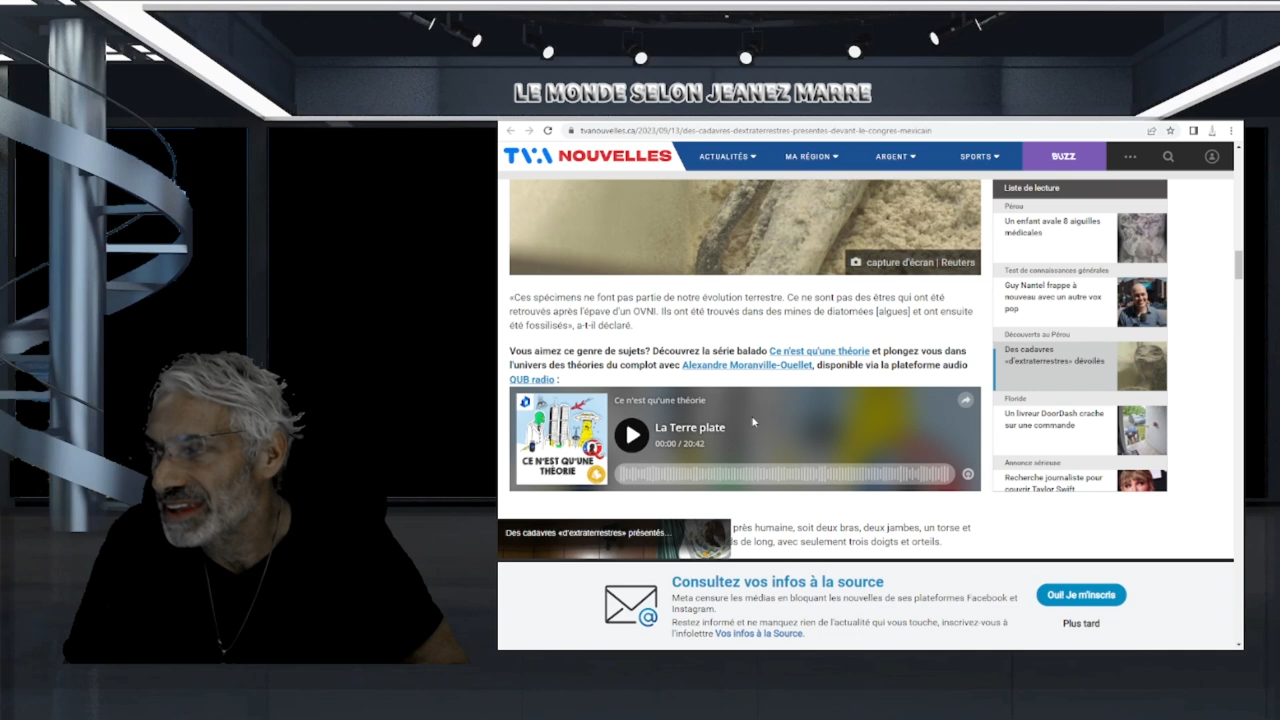 LE MONDE SELON JEANEZ MARRE
tvanouvelles.ca/2023/09/13/des-cadavres-dextraterrestres-presentes-devant-le-congres-mexicain
TVA NOUVELLES
ACTUALITÉS
MA RÉGION
ARGENT
SPORTS
BUZZ
capture d'écran | Reuters
«Ces spécimens ne font pas partie de notre évolution terrestre. Ce ne sont pas des êtres qui ont été
retrouvés après l'épave d'un OVNI. Ils ont été trouvés dans des mines de diatomées [algues] et ont ensuite
été fossilisés», a-t-il déclaré.
Vous aimez ce genre de sujets? Découvrez la série balado Ce n'est qu'une théorie et plongez vous dans
l'univers des théories du complot avec Alexandre Moranville-Ouellet, disponible via la plateforme audio
QUB radio :
CE N'EST QU'UNE
THÉORIE
Ce n'est qu'une théorie
La Terre plate
00:00 / 20:42
Des cadavres «d'extraterrestres» présentés...
près humaine, soit deux bras, deux jambes, un torse et
s de long, avec seulement trois doigts et orteils.
Liste de lecture
Pérou
Un enfant avale 8 aiguilles
médicales
Test de connaissances générales
Guy Nantel frappe à
nouveau avec un autre vox
pop
Découverts au Pérou
Des cadavres
«d'extraterrestres» dévoilés
Floride
Un livreur DoorDash crache
sur une commande
Annonce sérieuse
Recherche journaliste pour
couvrir Taylor Swift
Consultez vos infos à la source
Meta censure les médias en bloquant les nouvelles de ses plateformes Facebook et
Instagram.
Restez informé et ne manquez rien de l'actualité qui vous touche, inscrivez-vous à
l'infolettre Vos infos à la Source.
Oui! Je m'inscris
Plus tard